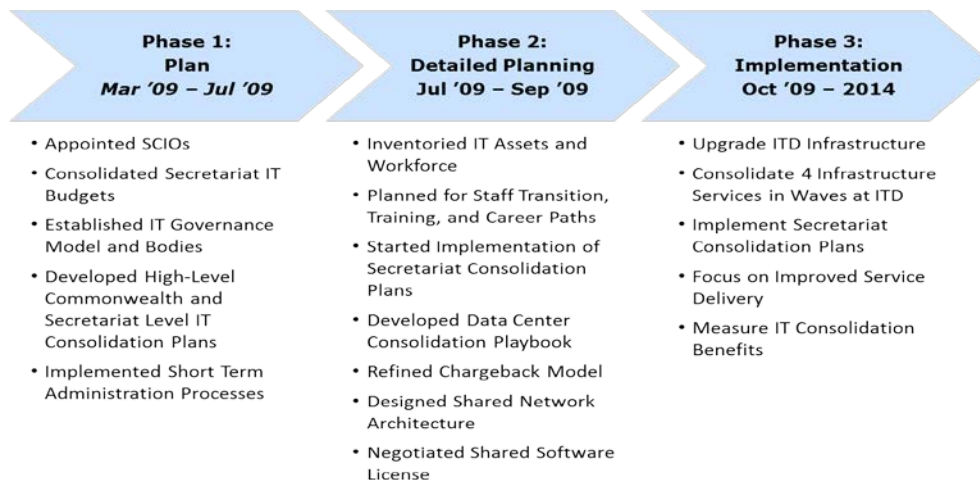 Phase 1:
Plan
Mar '09 – Jul '09
• Appointed SCIOs
• Consolidated Secretariat IT
Budgets
• Established IT Governance
Model and Bodies
• Developed High-Level
Commonwealth and
Secretariat Level IT
Consolidation Plans
• Implemented Short Term
Administration Processes
Phase 2:
Detailed Planning
Jul '09 – Sep '09
• Inventoried IT Assets and
Workforce
• Planned for Staff Transition,
Training, and Career Paths
• Started Implementation of
Secretariat Consolidation
Plans
• Developed Data Center
Consolidation Playbook
• Refined Chargeback Model
• Designed Shared Network
Architecture
• Negotiated Shared Software
License
Phase 3:
Implementation
Oct '09 – 2014
• Upgrade ITD Infrastructure
• Consolidate 4 Infrastructure
Services in Waves at ITD
• Implement Secretariat
Consolidation Plans
• Focus on Improved Service
Delivery
• Measure IT Consolidation
Benefits